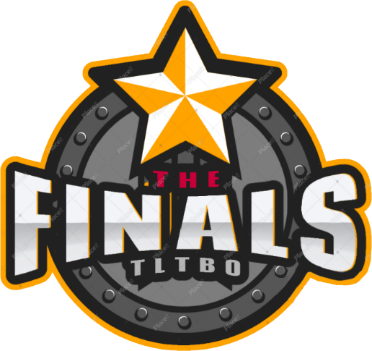 THE
FINALS
TLTBO